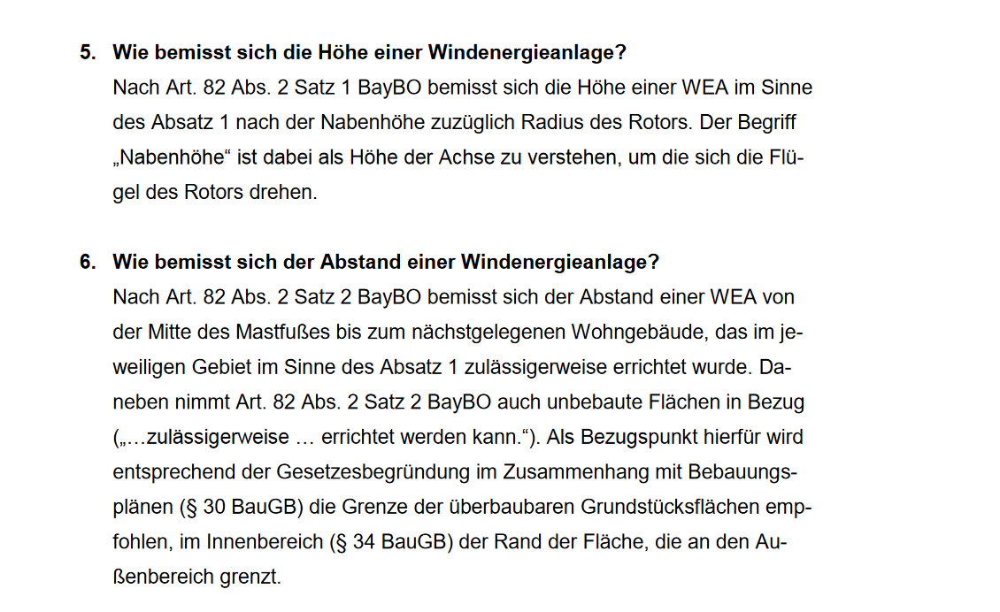 5. Wie bemisst sich die Höhe einer Windenergieanlage?
Nach Art. 82 Abs. 2 Satz 1 BayBO bemisst sich die Höhe einer WEA im Sinne
des Absatz 1 nach der Nabenhöhe zuzüglich Radius des Rotors. Der Begriff
„Nabenhöhe“ ist dabei als Höhe der Achse zu verstehen, um die sich die Flü-
gel des Rotors drehen.
6. Wie bemisst sich der Abstand einer Windenergieanlage?
Nach Art. 82 Abs. 2 Satz 2 BayBO bemisst sich der Abstand einer WEA von
der Mitte des Mastfußes bis zum nächstgelegenen Wohngebäude, das im je-
weiligen Gebiet im Sinne des Absatz 1 zulässigerweise errichtet wurde. Da-
neben nimmt Art. 82 Abs. 2 Satz 2 BayBO auch unbebaute Flächen in Bezug
(„…zulässigerweise … errichtet werden kann.“). Als Bezugspunkt hierfür wird
entsprechend der Gesetzesbegründung im Zusammenhang mit Bebauungs-
plänen (§ 30 BauGB) die Grenze der überbaubaren Grundstücksflächen emp-
fohlen, im Innenbereich (§ 34 BauGB) der Rand der Fläche, die an den Au-
ßenbereich grenzt.